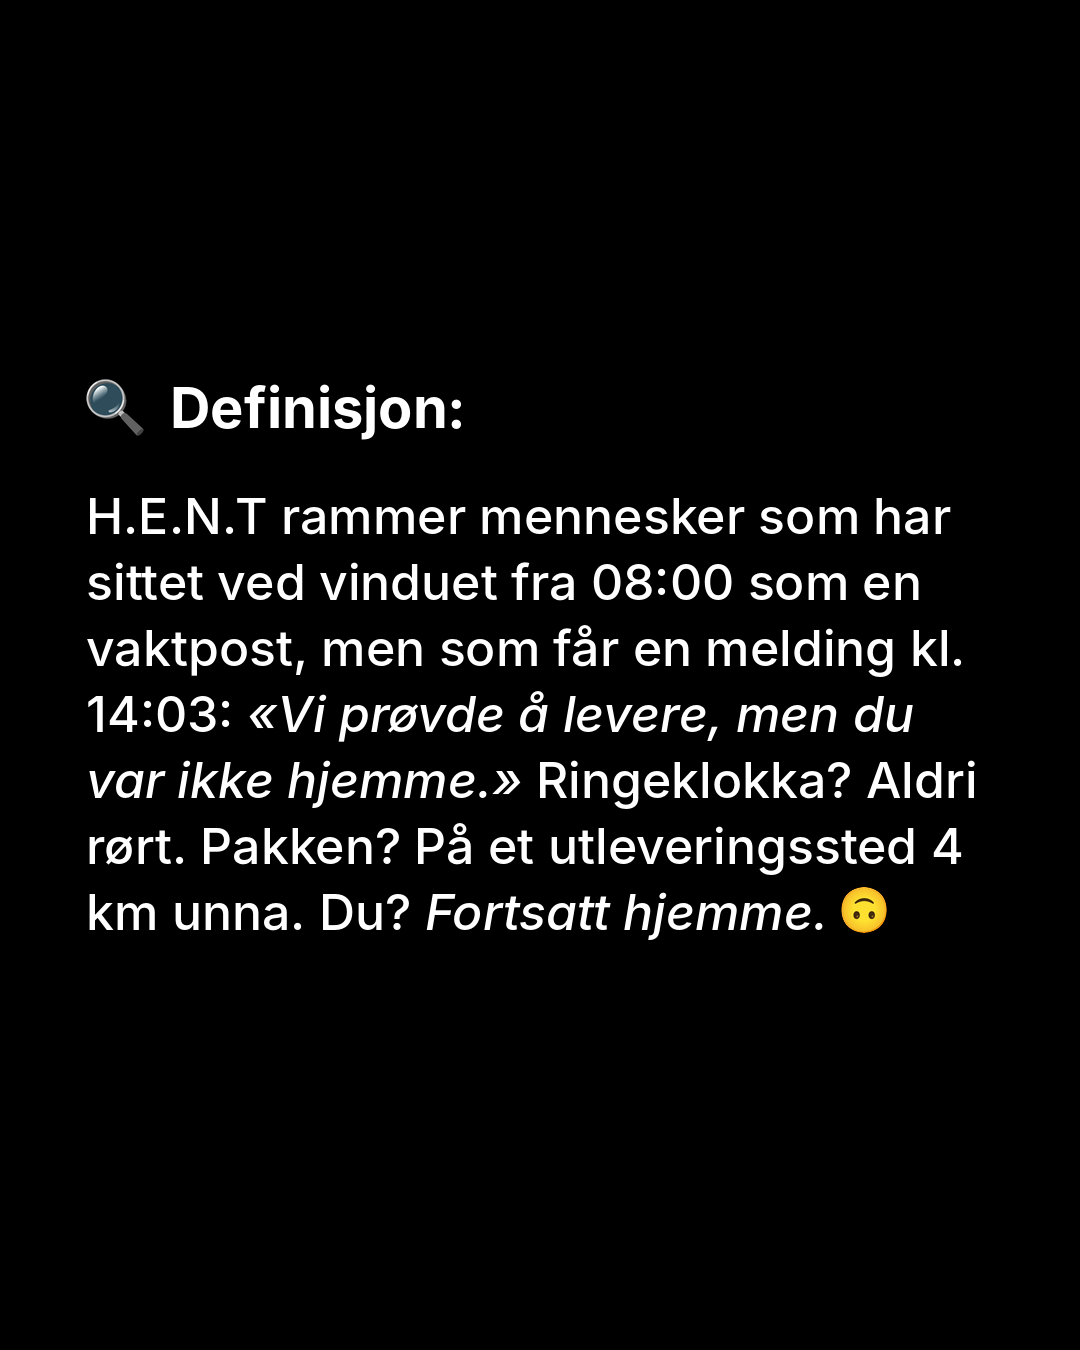 🔍 Definisjon:
H.E.N.T rammer mennesker som har
sittet ved vinduet fra 08:00 som en
vaktpost, men som får en melding kl.
14:03: «Vi prøvde å levere, men du
var ikke hjemme.» Ringeklokka? Aldri
rørt. Pakken? På et utleveringssted 4
km unna. Du? Fortsatt hjemme. 🙃